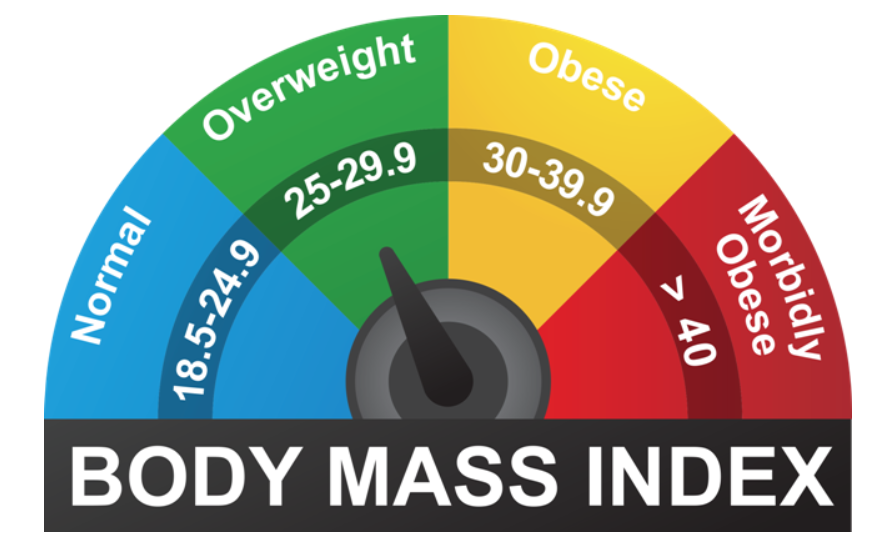 Normal
18.5-24.9
Overweight
25-29.9
Obese
30-39.9
Morbidly
Obese
> 40
BODY MASS INDEX